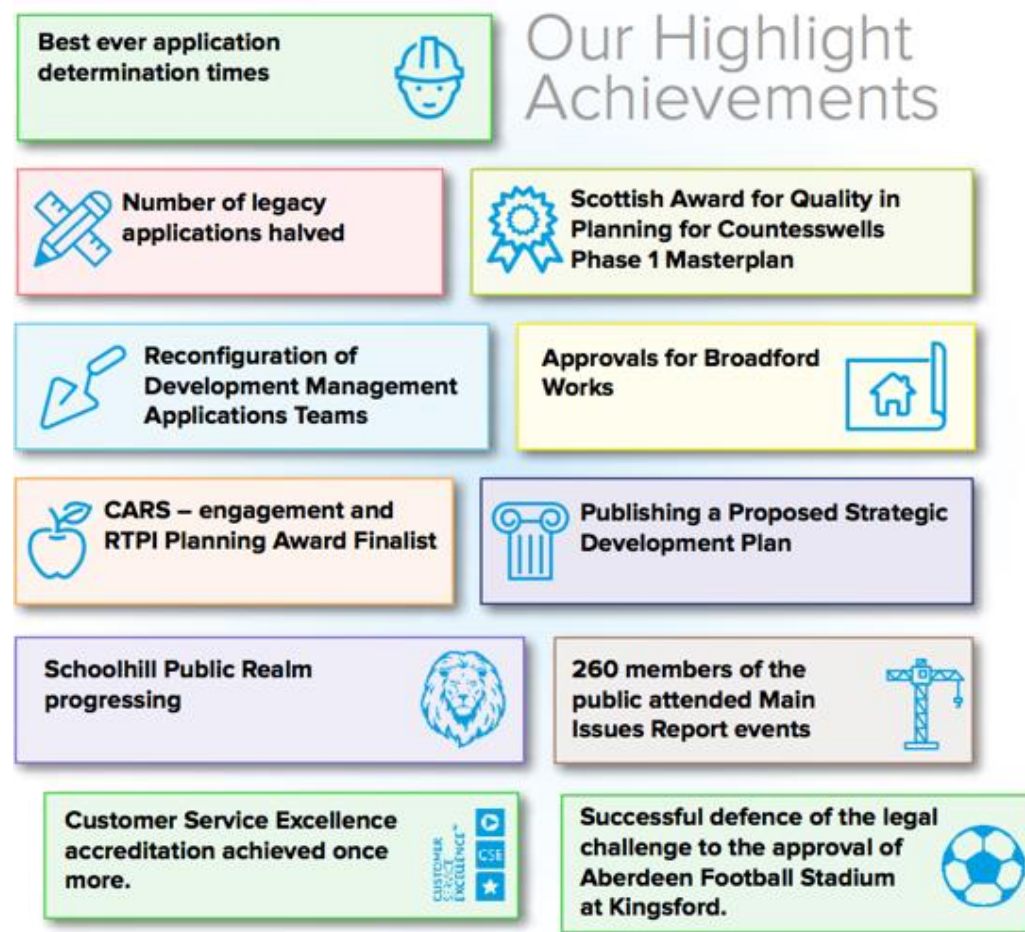 Best ever application
determination times
Our Highlight
Achievements
Number of legacy
applications halved
Scottish Award for Quality in
Planning for Countesswells
Phase 1 Masterplan
Reconfiguration of
Development Management
Applications Teams
Approvals for Broadford
Works
CARS – engagement and
RTPI Planning Award Finalist
Publishing a Proposed Strategic
Development Plan
Schoolhill Public Realm
progressing
260 members of the
public attended Main
Issues Report events
Customer Service Excellence
accreditation achieved once
more.
CUSTOMER
SERVICE
EXCELLENCE™
CSE
Successful defence of the legal
challenge to the approval of
Aberdeen Football Stadium
at Kingsford.